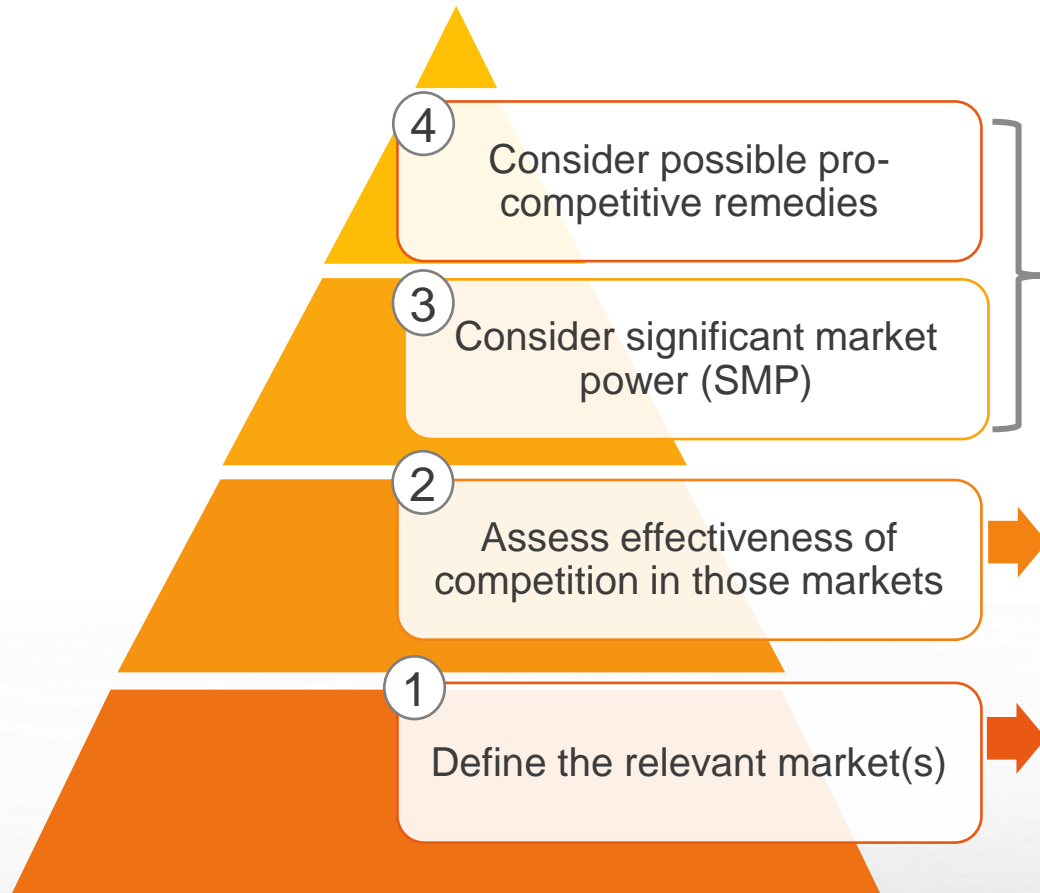 4
Consider possible pro-
competitive remedies
3
Consider significant market
power (SMP)
2
Assess effectiveness of
competition in those markets
1
Define the relevant market(s)